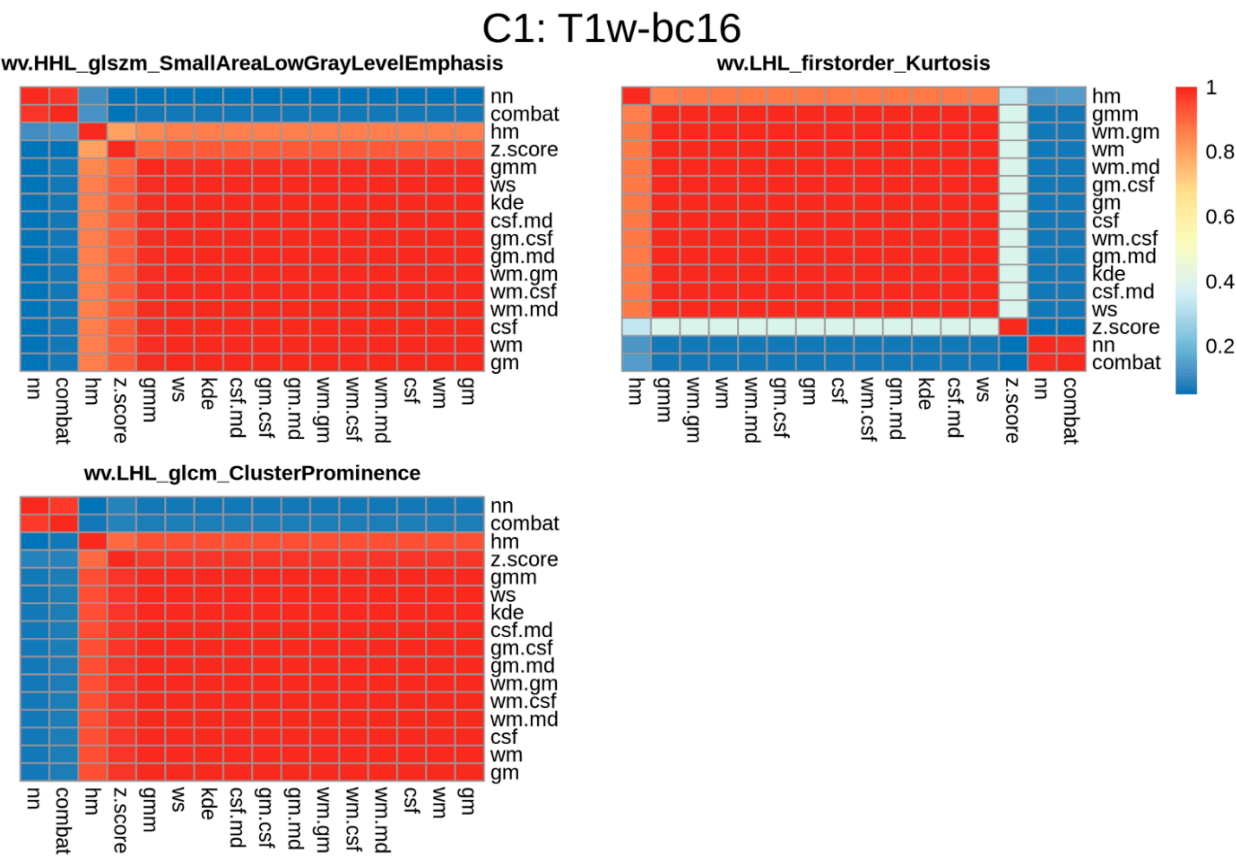 C1: T1w-bc16
wv.HHL_glszm_SmallAreaLowGrayLevelEmphasis
nn
combat
hm
z.score
gmm
ws
kde
csf.md
gm.csf
gm.md
wm.gm
wm.csf
wm.md
csf
wm
gm
nn
combat
hm
z.score
gmm
ws
kde
csf.md
gm.csf
gm.md
wm.gm
wm.csf
wm.md
csf
wm
gm
wv.LHL_firstorder_Kurtosis
hm
gmm
wm.gm
wm
wm.md
gm.csf
gm
csf
wm.csf
gm.md
kde
csf.md
ws
z.score
nn
combat
hm
gmm
wm.gm
wm
wm.md
gm.csf
gm
csf
wm.csf
gm.md
kde
csf.md
ws
z.score
nn
combat
1
0.8
0.6
0.4
0.2
wv.LHL_glcm_ClusterProminence
nn
combat
hm
z.score
gmm
ws
kde
csf.md
gm.csf
gm.md
wm.gm
wm.csf
wm.md
csf
wm
gm
nn
combat
hm
z.score
gmm
ws
kde
csf.md
gm.csf
gm.md
wm.gm
wm.csf
wm.md
csf
wm
gm